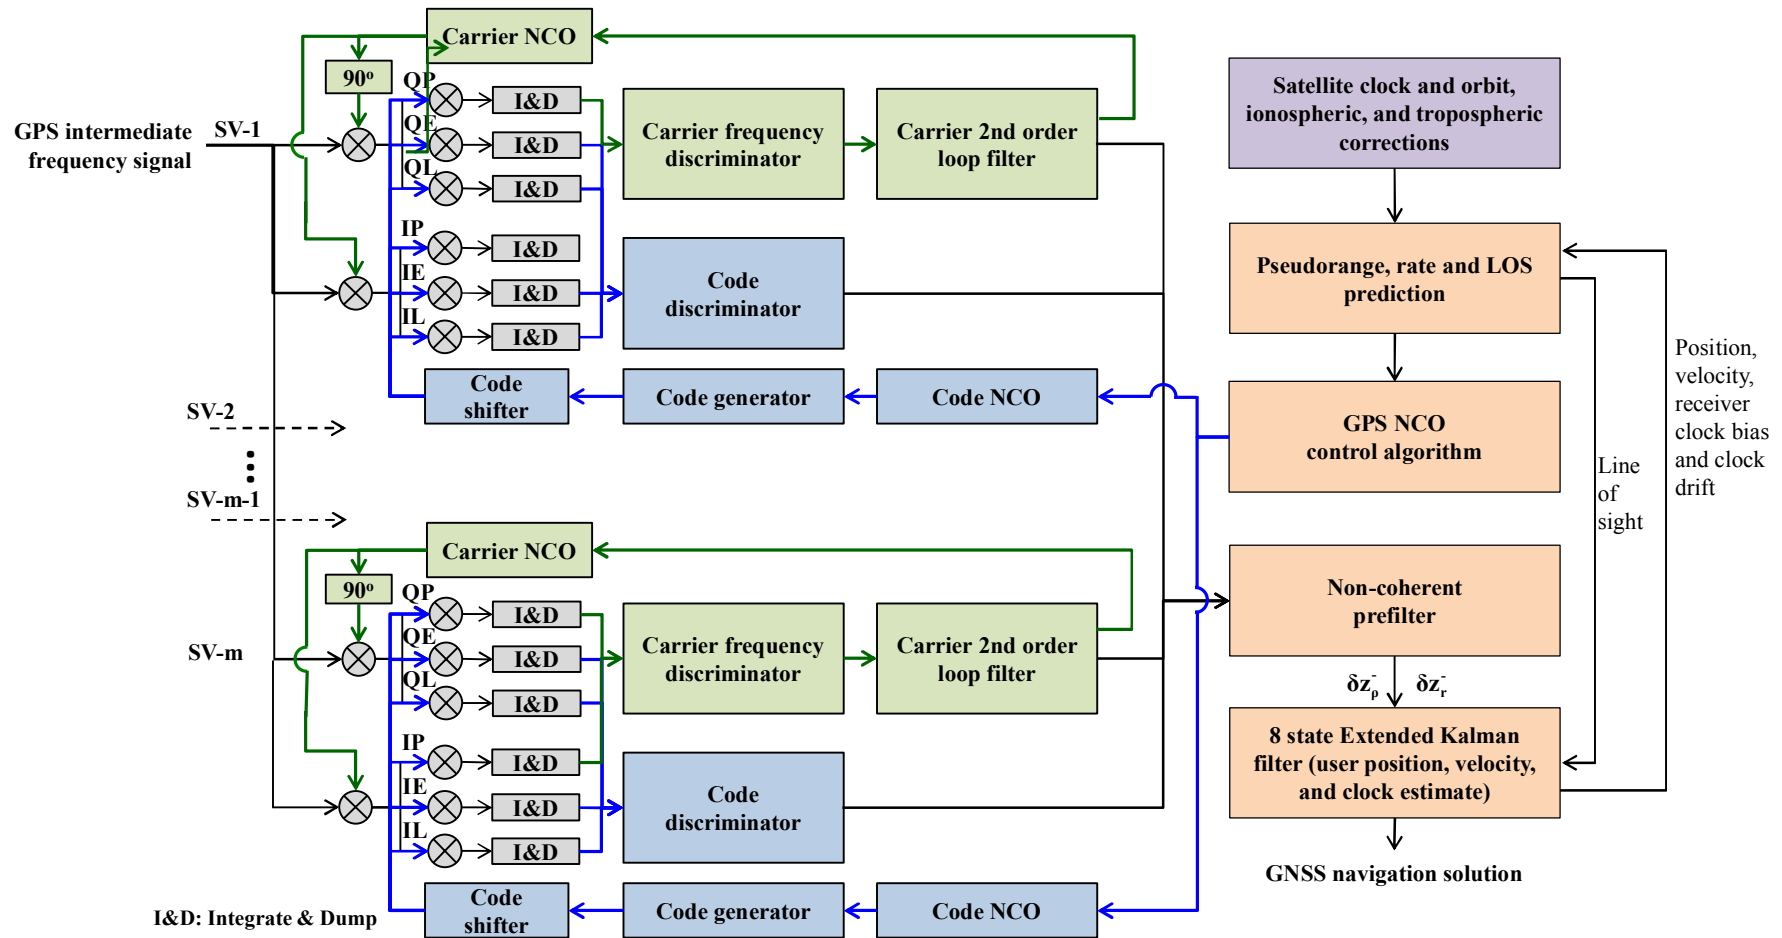 GPS intermediate
frequency signal
SV-1
Carrier NCO
90°
QP
QE
QL
IP
IE
IL
I&D
I&D
I&D
I&D
I&D
I&D
Carrier frequency
discriminator
Carrier 2nd order
loop filter
Code
discriminator
Code
shifter
Code generator
Code NCO
SV-2
SV-m-1
SV-m
Carrier NCO
90°
QP
QE
QL
IP
IE
IL
I&D
I&D
I&D
I&D
I&D
I&D
Carrier frequency
discriminator
Carrier 2nd order
loop filter
Code
discriminator
Code
shifter
Code generator
Code NCO
I&D: Integrate & Dump
Satellite clock and orbit,
ionospheric, and tropospheric
corrections
Pseudorange, rate and LOS
prediction
GPS NCO
control algorithm
Line
of
sight
Position,
velocity,
receiver
clock bias
and clock
drift
Non-coherent
prefilter
δz⁻ρ δz⁻r
8 state Extended Kalman
filter (user position, velocity,
and clock estimate)
GNSS navigation solution